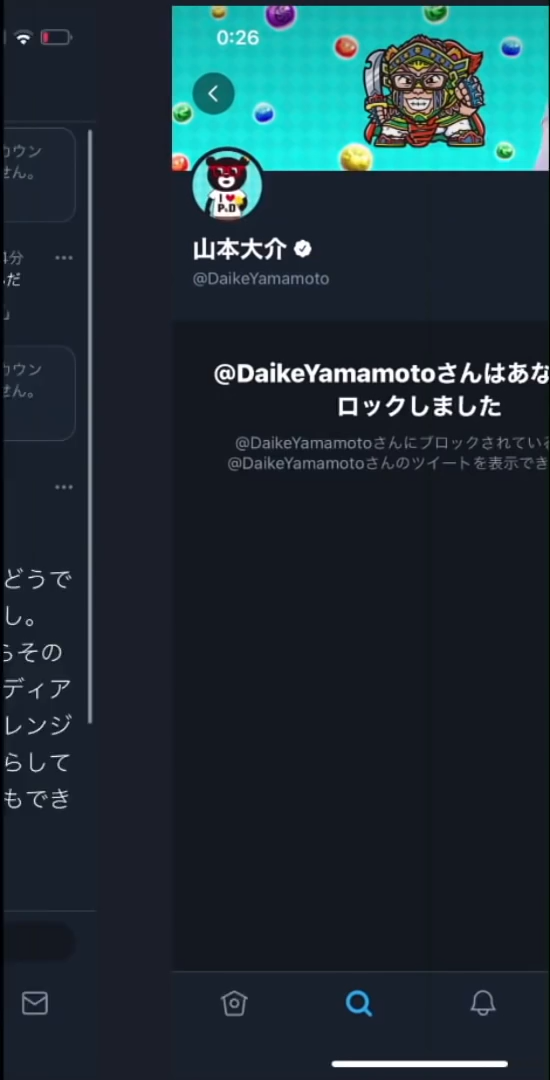 カウン
せん。
4分
だ
」
カウン
せん。
どうで
し。
らその
ディア
レンジ
らして
もでき
0:26
I ♥
P&D
山本大介
@DaikeYamamoto
@DaikeYamamotoさんはあな
ロックしました
@DaikeYamamotoさんにブロックされてい
@DaikeYamamotoさんのツイートを表示でき